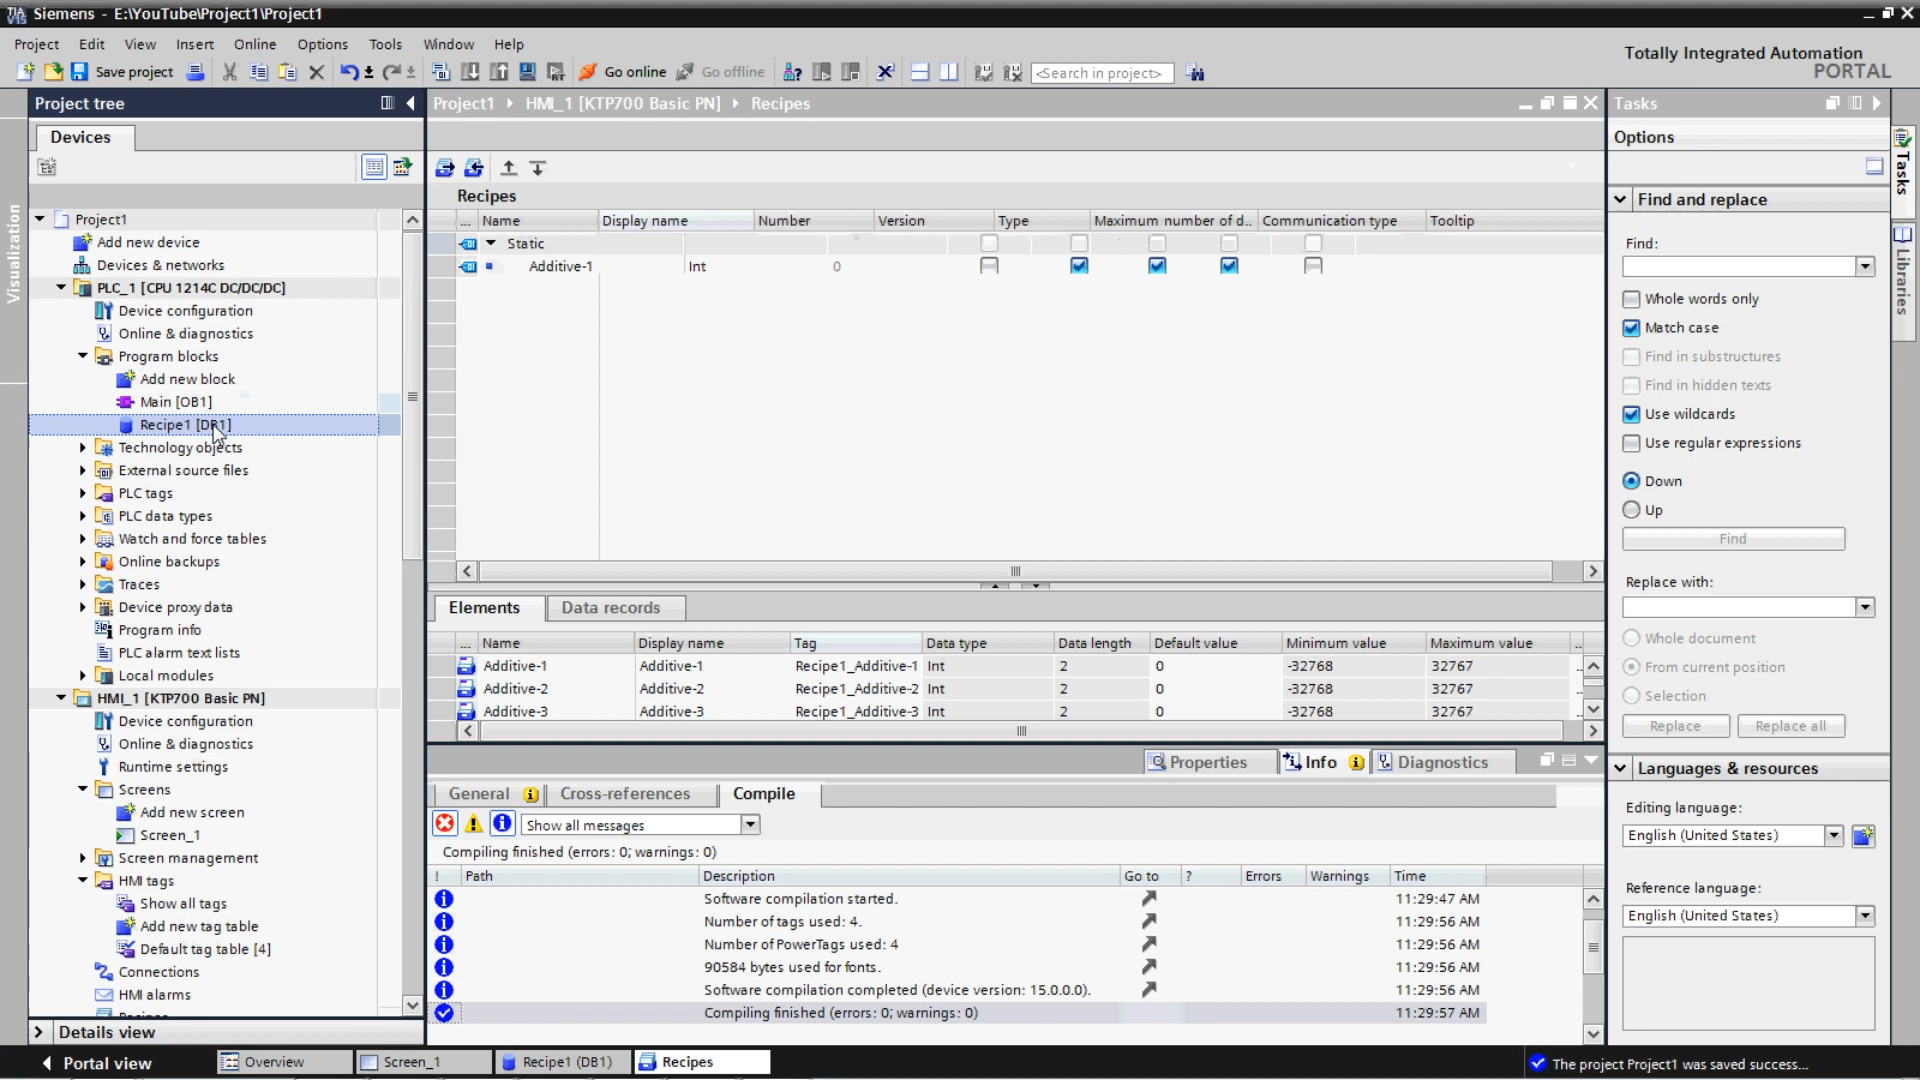 Siemens - E:\YouTube\Project1\Project1
Project Edit View Insert Online Options Tools Window Help
Totally Integrated Automation
PORTAL
Save project Go online Go offline <Search in project>
Project tree
Devices
Project1
Add new device
Devices & networks
PLC_1 [CPU 1214C DC/DC/DC]
Device configuration
Online & diagnostics
Program blocks
Add new block
Main [OB1]
Recipe1 [DB1]
Technology objects
External source files
PLC tags
PLC data types
Watch and force tables
Online backups
Traces
Device proxy data
Program info
PLC alarm text lists
Local modules
HMI_1 [KTP700 Basic PN]
Device configuration
Online & diagnostics
Runtime settings
Screens
Add new screen
Screen_1
Screen management
HMI tags
Show all tags
Add new tag table
Default tag table [4]
Connections
HMI alarms
Recipes
Details view
Visualization
Project1 HMI_1 [KTP700 Basic PN] Recipes
Recipes
... Name Display name Number Version Type Maximum number of d.. Communication type Tooltip
Static
Additive-1 Int 0
Elements Data records
... Name Display name Tag Data type Data length Default value Minimum value Maximum value ..
Additive-1 Additive-1 Recipe1_Additive-1 Int 2 0 -32768 32767
Additive-2 Additive-2 Recipe1_Additive-2 Int 2 0 -32768 32767
Additive-3 Additive-3 Recipe1_Additive-3 Int 2 0 -32768 32767
Properties Info Diagnostics
General Cross-references Compile
Show all messages
Compiling finished (errors: 0; warnings: 0)
! Path Description Go to ? Errors Warnings Time
Software compilation started. 11:29:47 AM
Number of tags used: 4. 11:29:56 AM
Number of PowerTags used: 4 11:29:56 AM
90584 bytes used for fonts. 11:29:56 AM
Software compilation completed (device version: 15.0.0.0). 11:29:56 AM
Compiling finished (errors: 0; warnings: 0) 11:29:57 AM
Tasks
Options
Find and replace
Find:
Whole words only
Match case
Find in substructures
Find in hidden texts
Use wildcards
Use regular expressions
Down
Up
Find
Replace with:
Whole document
From current position
Selection
Replace Replace all
Languages & resources
Editing language:
English (United States)
Reference language:
English (United States)
Tasks
Libraries
Portal view Overview Screen_1 Recipe1 (DB1) Recipes The project Project1 was saved success...